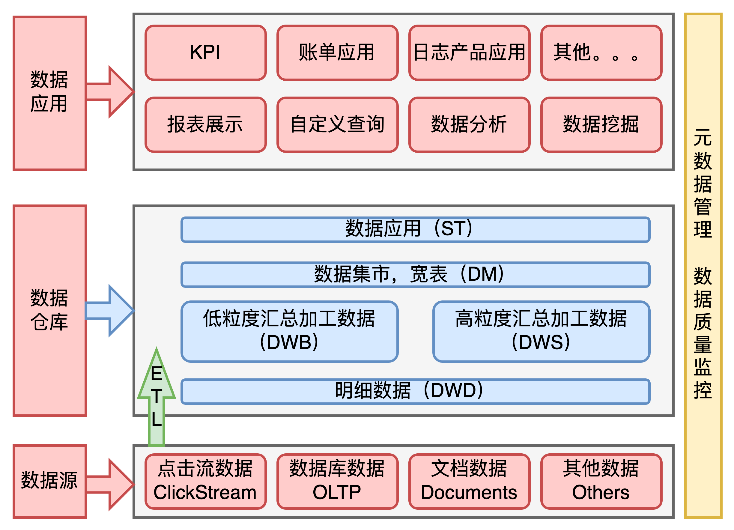 数据
应用
KPI
账单应用
日志产品应用
其他。。。
报表展示
自定义查询
数据分析
数据挖掘
数据
仓库
数据应用（ST）
数据集市，宽表（DM）
低粒度汇总加工数据
（DWB）
高粒度汇总加工数据
（DWS）
明细数据（DWD）
ETL
数据源
点击流数据
ClickStream
数据库数据
OLTP
文档数据
Documents
其他数据
Others
元数据管理 数据质量监控